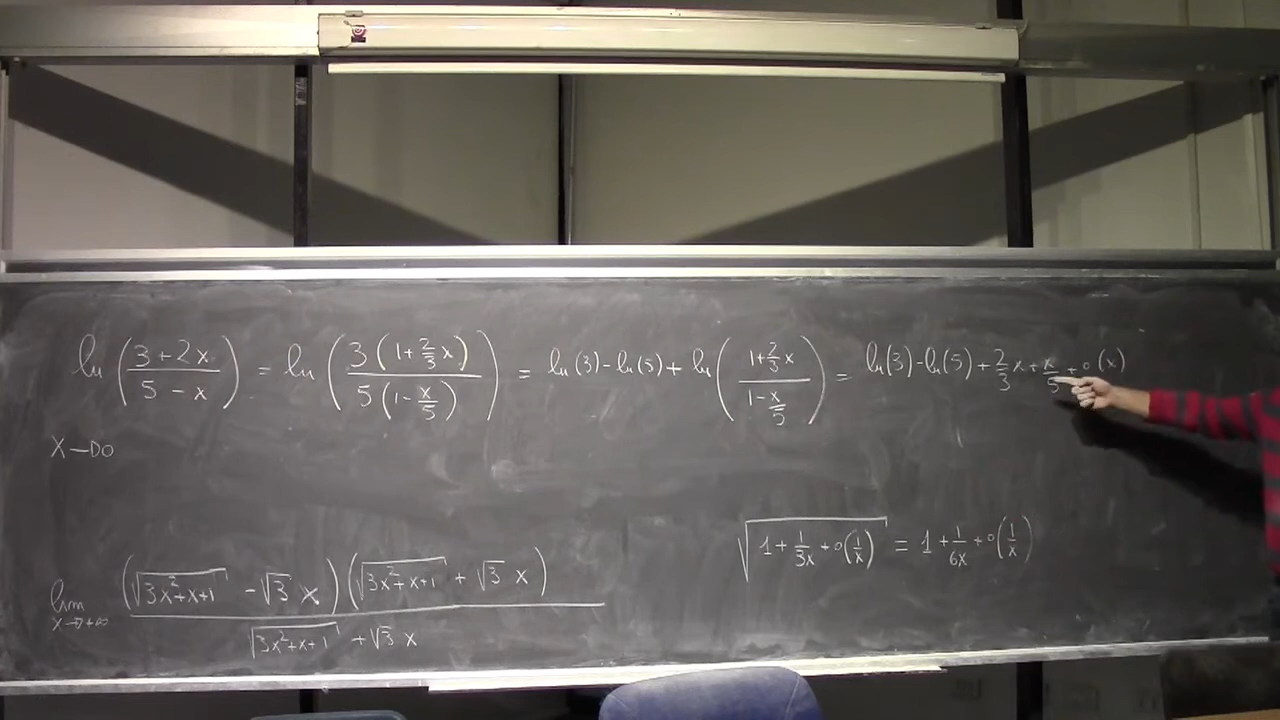 ln((3+2x)/(5-x)) = ln((3(1+2/3 x))/(5(1-x/5))) = ln(3)-ln(5)+ln((1+2/3 x)/(1-x/5)) = ln(3)-ln(5)+2/3 x+x/5+o(x)
x→0
√(1+1/3x+o(1/x)) = 1+1/6x+o(1/x)
lim x→+∞ ((√(3x²+x+1) - √3 x)(√(3x²+x+1) + √3 x))/(√(3x²+x+1) + √3 x)